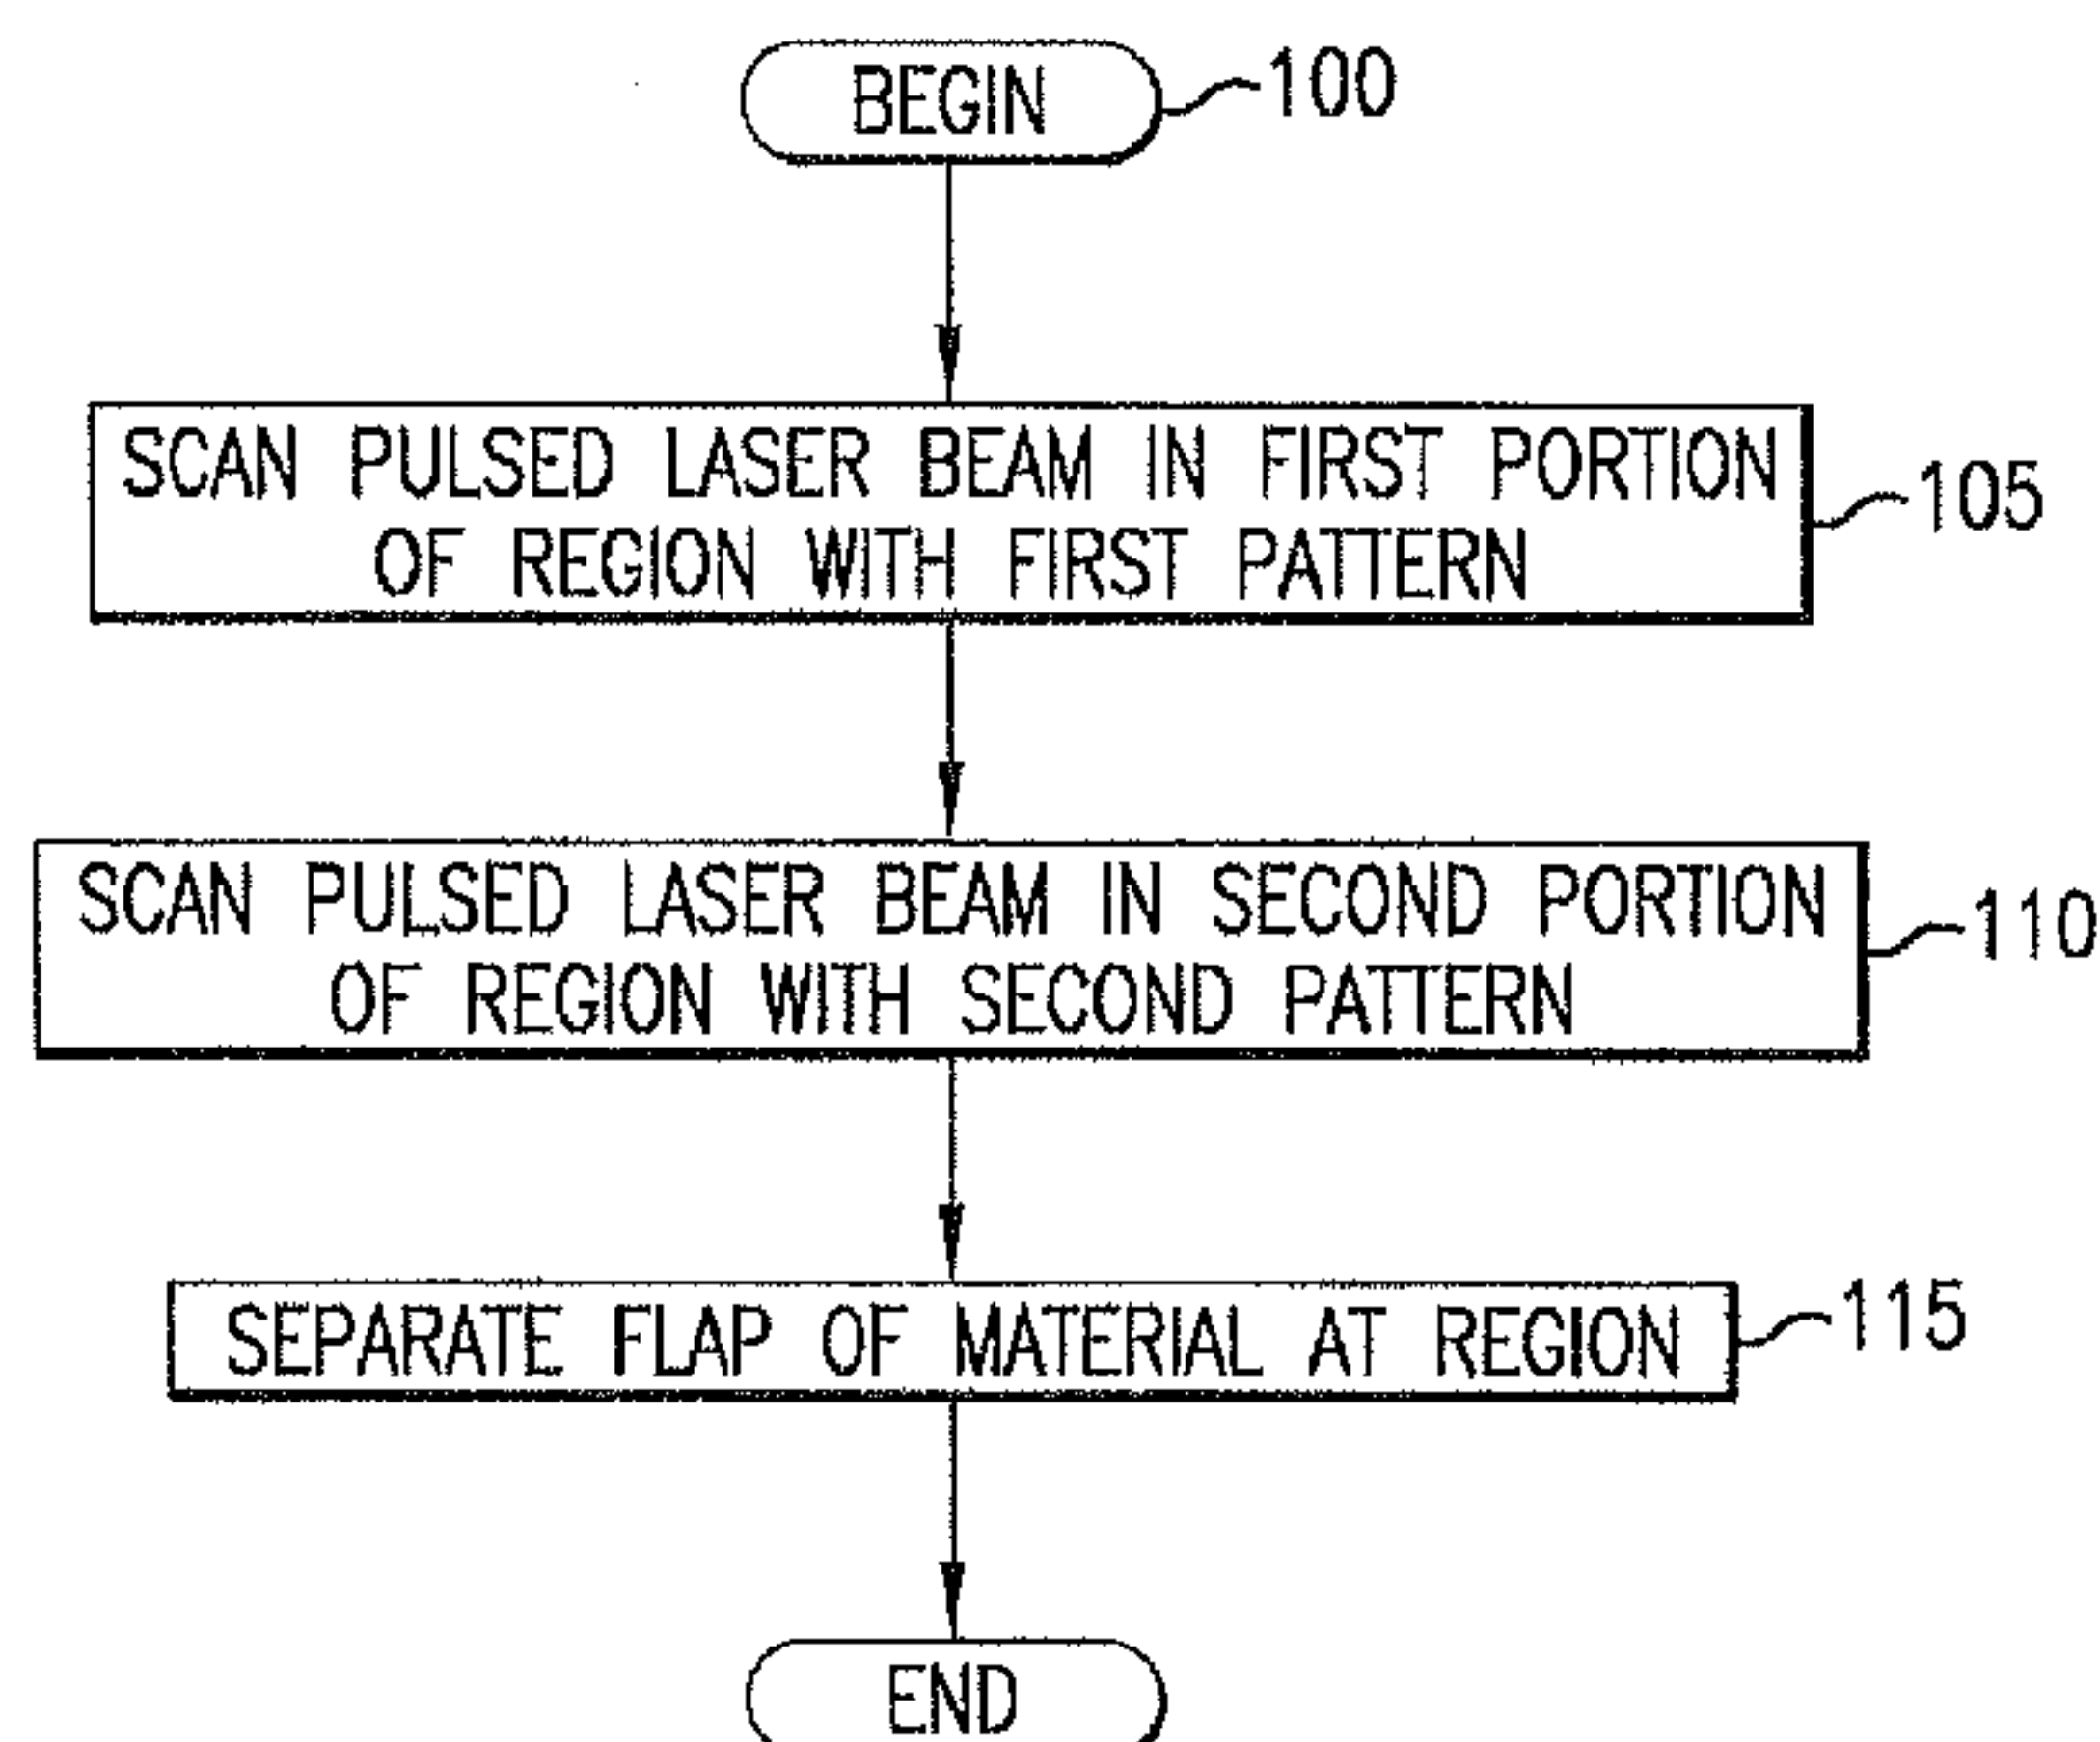 BEGIN 100
SCAN PULSED LASER BEAM IN FIRST PORTION
OF REGION WITH FIRST PATTERN
105
SCAN PULSED LASER BEAM IN SECOND PORTION
OF REGION WITH SECOND PATTERN
110
SEPARATE FLAP OF MATERIAL AT REGION 115
END